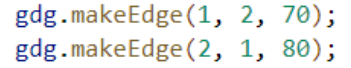 gdg.makeEdge(1, 2, 70);
gdg.makeEdge(2, 1, 80);